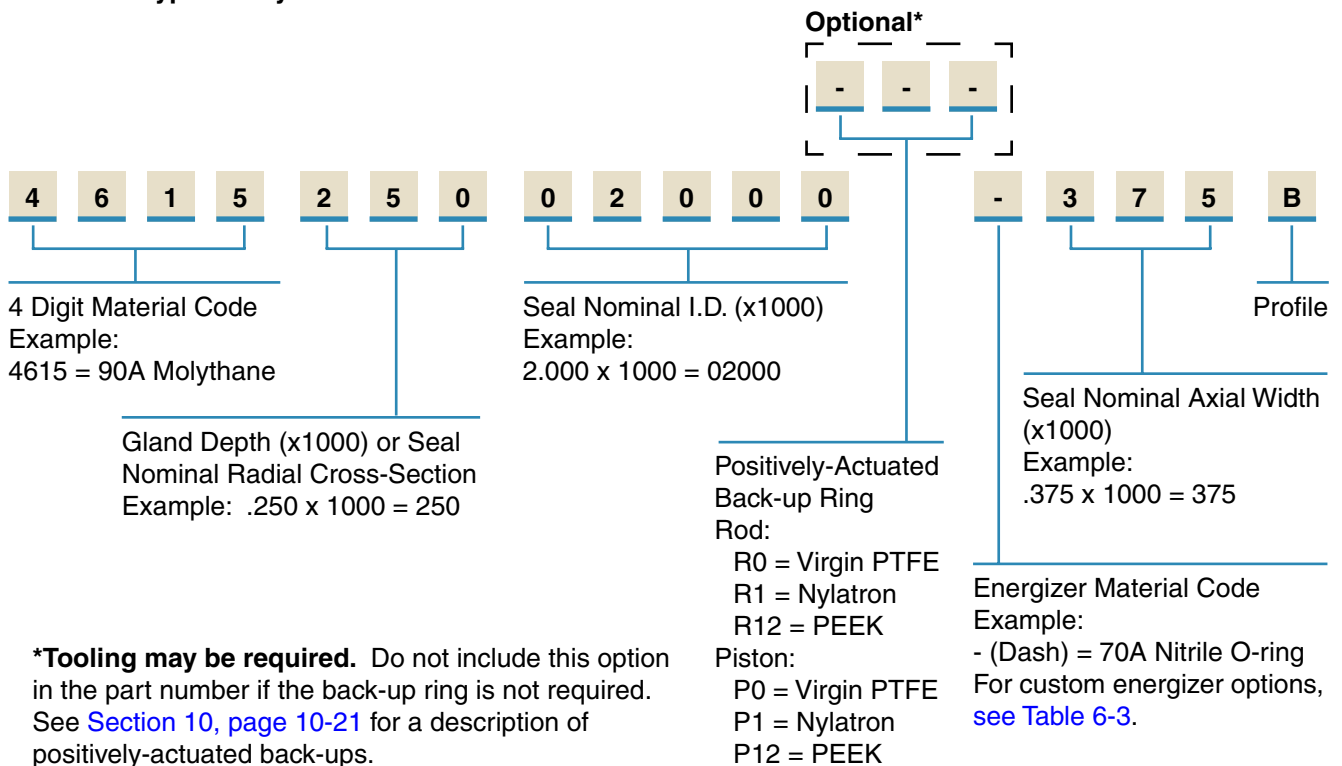 Optional*
- - -
4 6 1 5 2 5 0 0 2 0 0 0 - 3 7 5 B
4 Digit Material Code
Example:
4615 = 90A Molythane
Gland Depth (x1000) or Seal
Nominal Radial Cross-Section
Example: .250 x 1000 = 250
Seal Nominal I.D. (x1000)
Example:
2.000 x 1000 = 02000
Positively-Actuated
Back-up Ring
Rod:
R0 = Virgin PTFE
R1 = Nylatron
R12 = PEEK
Piston:
P0 = Virgin PTFE
P1 = Nylatron
P12 = PEEK
Profile
Seal Nominal Axial Width
(x1000)
Example:
.375 x 1000 = 375
Energizer Material Code
Example:
- (Dash) = 70A Nitrile O-ring
For custom energizer options,
see Table 6-3.
*Tooling may be required. Do not include this option
in the part number if the back-up ring is not required.
See Section 10, page 10-21 for a description of
positively-actuated back-ups.